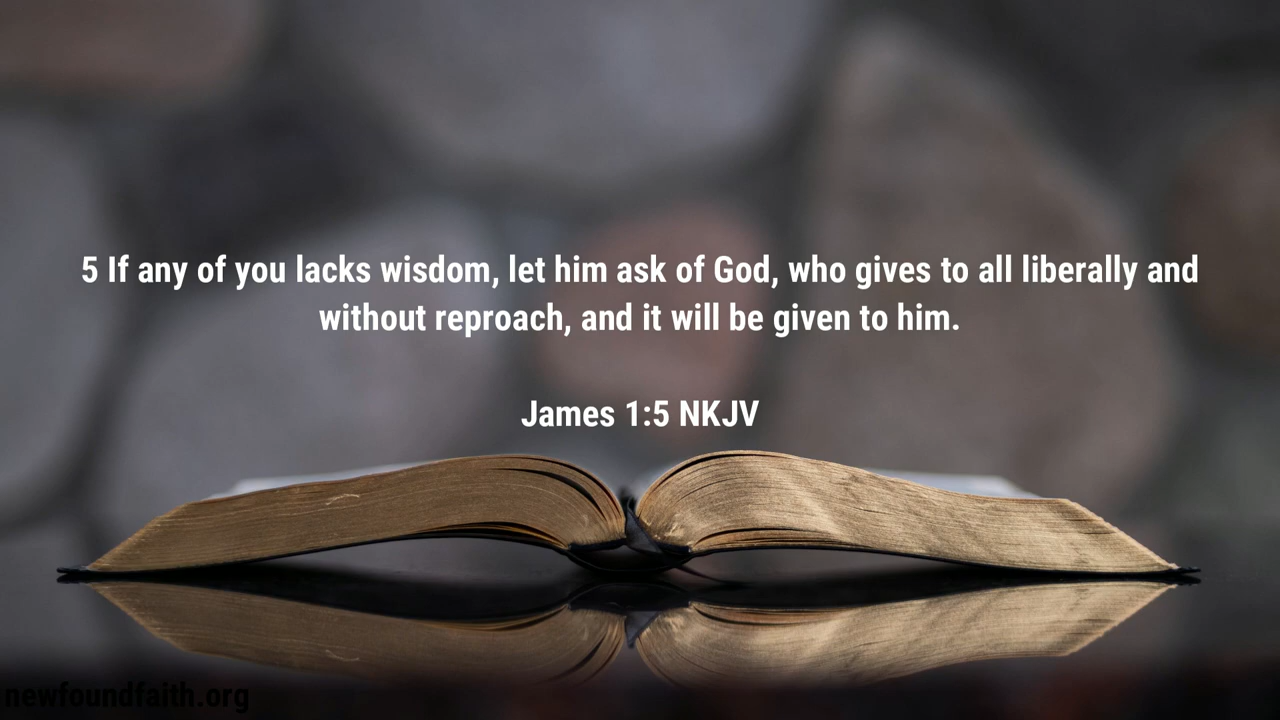 5 If any of you lacks wisdom, let him ask of God, who gives to all liberally and
without reproach, and it will be given to him.
James 1:5 NKJV
newfoundfaith.org